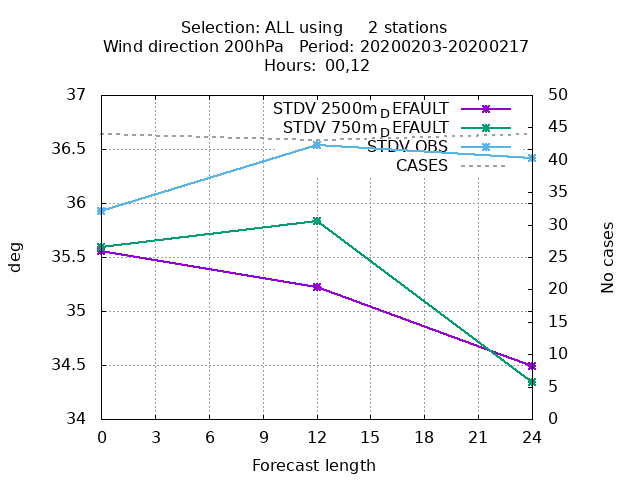 Selection: ALL using     2 stations
Wind direction 200hPa   Period: 20200203-20200217
Hours: 00,12
37
36.5
36
35.5
35
34.5
34
deg
STDV 2500mDEFAULT
STDV 750mDEFAULT
STDV OBS
CASES
50
45
40
35
30
25
20
15
10
5
0
No cases
0 3 6 9 12 15 18 21 24
Forecast length